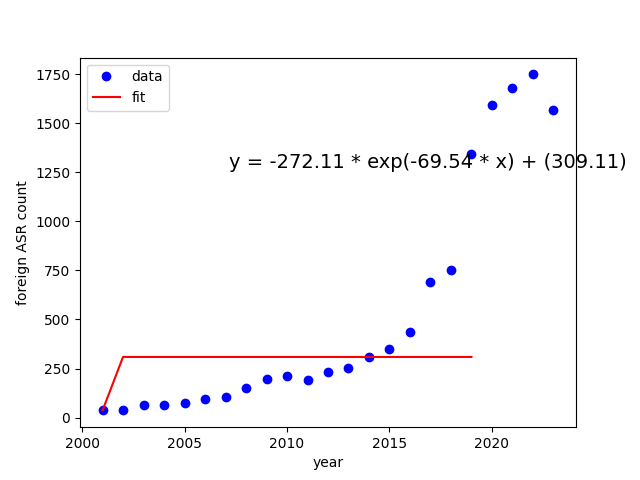 data
fit
y = -272.11 * exp(-69.54 * x) + (309.11)
foreign ASR count
1750
1500
1250
1000
750
500
250
0
2000
2005
2010
2015
2020
year